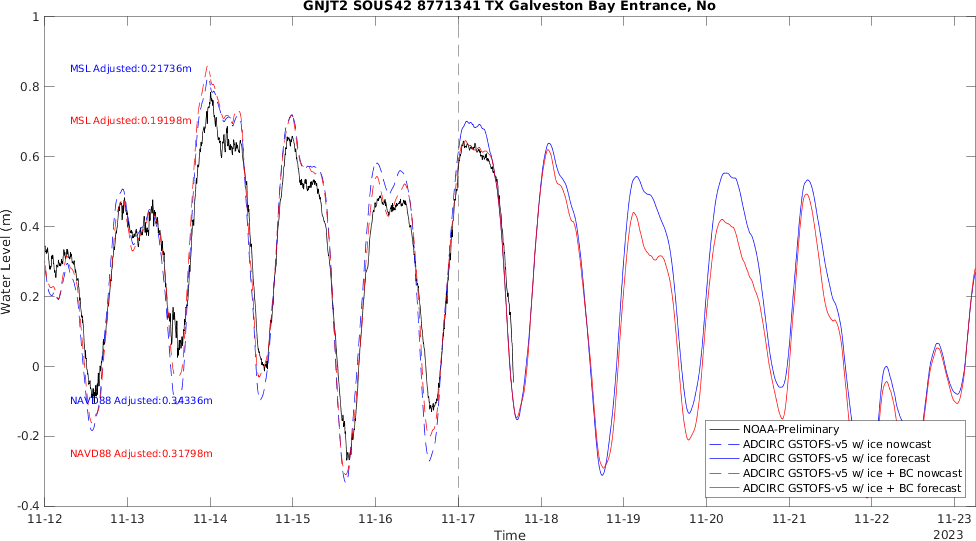 GNJT2 SOUS42 8771341 TX Galveston Bay Entrance, No
Water Level (m)
1
0.8
0.6
0.4
0.2
0
-0.2
-0.4
MSL Adjusted:0.21736m
MSL Adjusted:0.19198m
NAVD88 Adjusted:0.34336m
NAVD88 Adjusted:0.31798m
NOAA-Preliminary
ADCIRC GSTOFS-v5 w/ ice nowcast
ADCIRC GSTOFS-v5 w/ ice forecast
ADCIRC GSTOFS-v5 w/ ice + BC nowcast
ADCIRC GSTOFS-v5 w/ ice + BC forecast
11-12 11-13 11-14 11-15 11-16 11-17 11-18 11-19 11-20 11-21 11-22 11-23
2023
Time